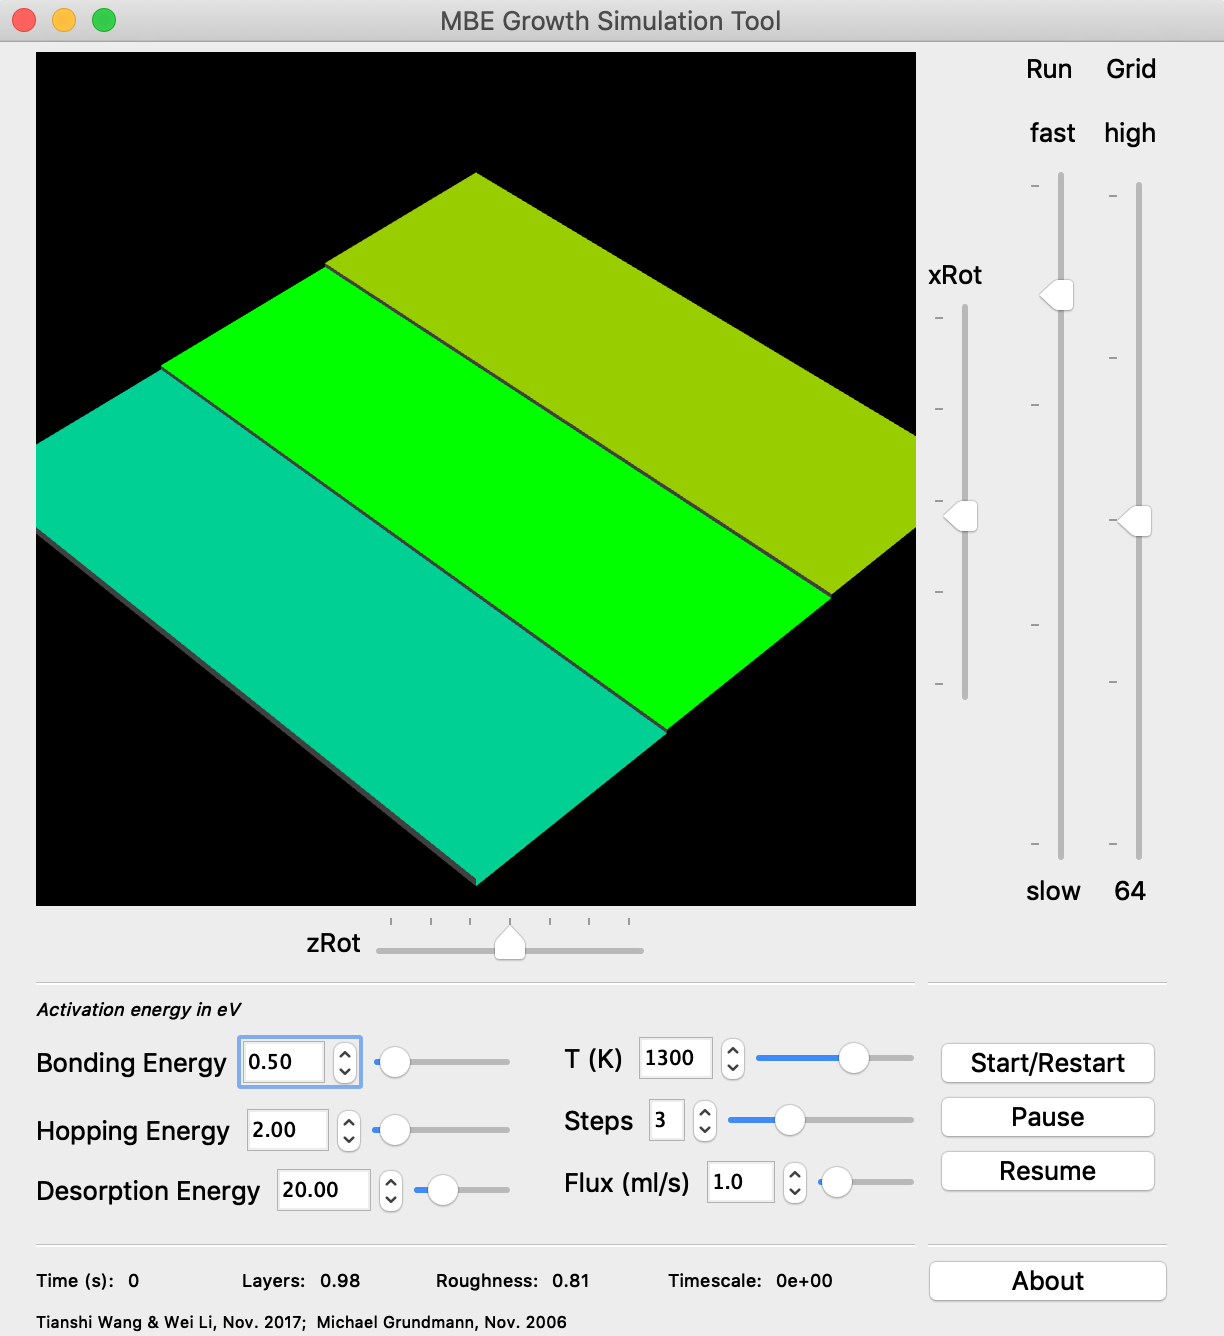 MBE Growth Simulation Tool
Run Grid
fast high
xRot
slow 64
zRot
Activation energy in eV
Bonding Energy 0.50 T (K) 1300 Start/Restart
Hopping Energy 2.00 Steps 3 Pause
Desorption Energy 20.00 Flux (ml/s) 1.0 Resume
Time (s): 0 Layers: 0.98 Roughness: 0.81 Timescale: 0e+00 About
Tianshi Wang & Wei Li, Nov. 2017; Michael Grundmann, Nov. 2006